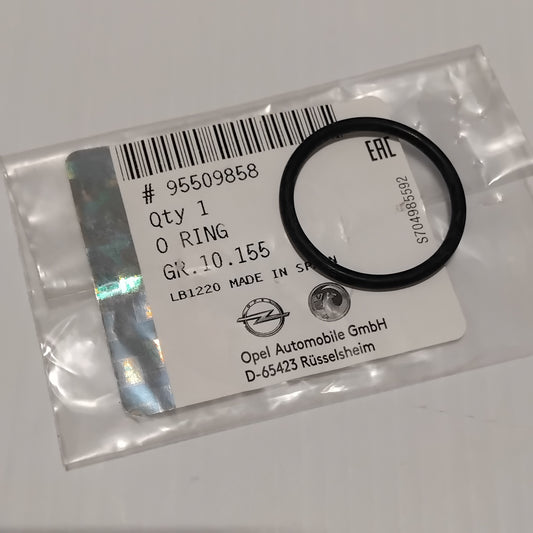 # 95509858
Qty 1
O RING
GR.10.155
LB1220 MADE IN SPAIN
Opel Automobile GmbH
D-65423 Rüsselsheim
EAC
S704985592